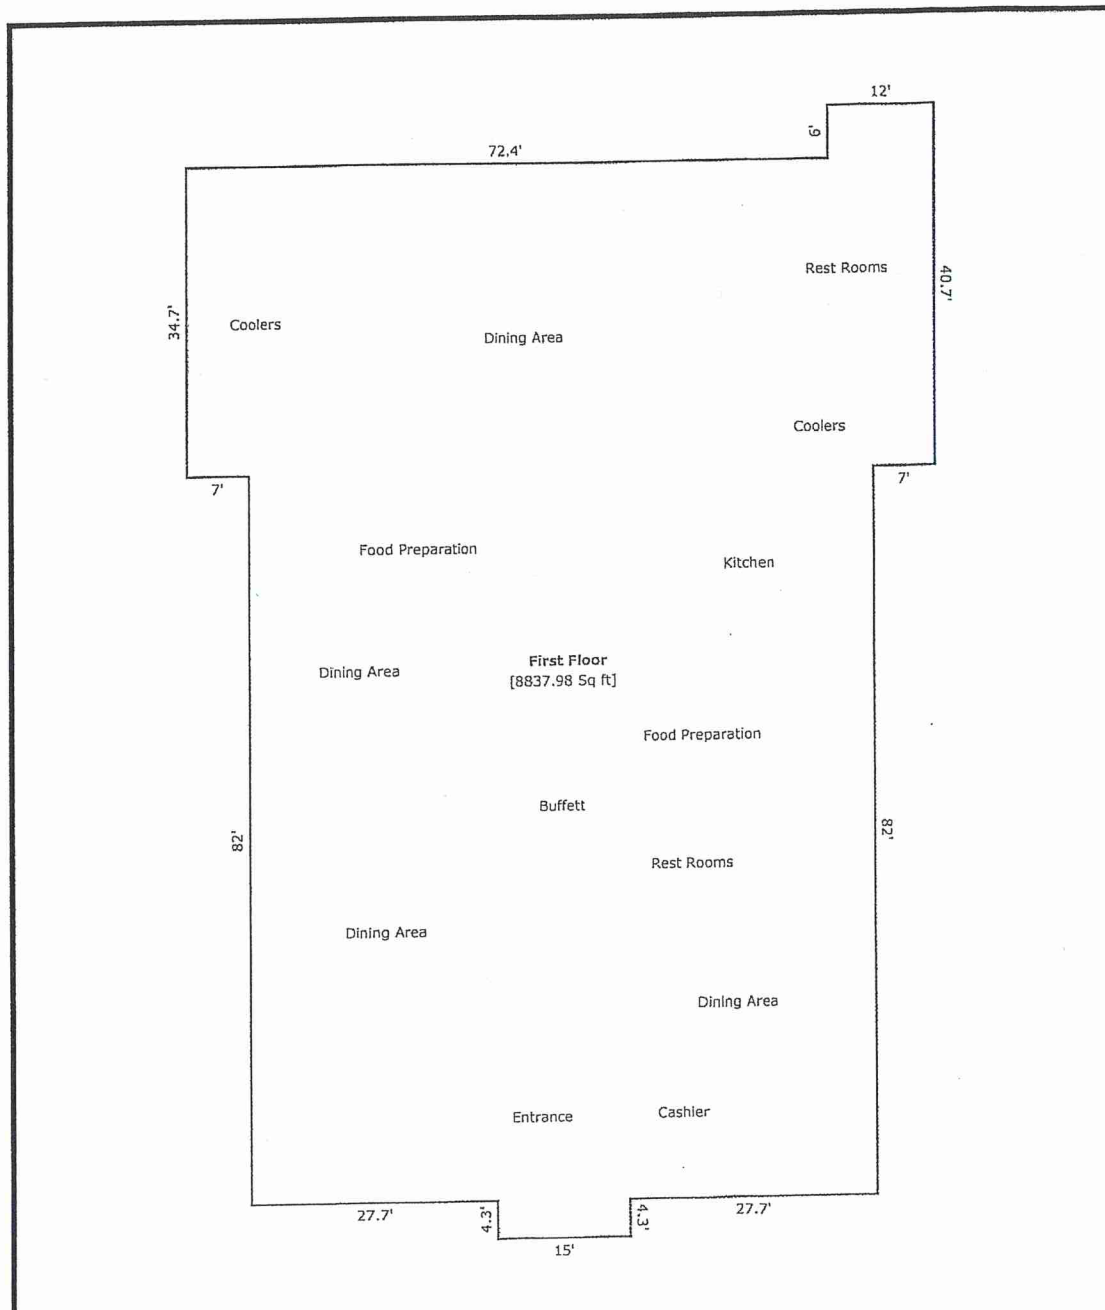 12'
6'
72.4'
Rest Rooms
40.7'
34.7'
Coolers
Dining Area
Coolers
7'
7'
Food Preparation
Kitchen
First Floor
[8837.98 Sq ft]
Dining Area
Food Preparation
Buffett
82'
82'
Rest Rooms
Dining Area
Dining Area
Entrance
Cashier
27.7'
4.3'
4.3'
27.7'
15'